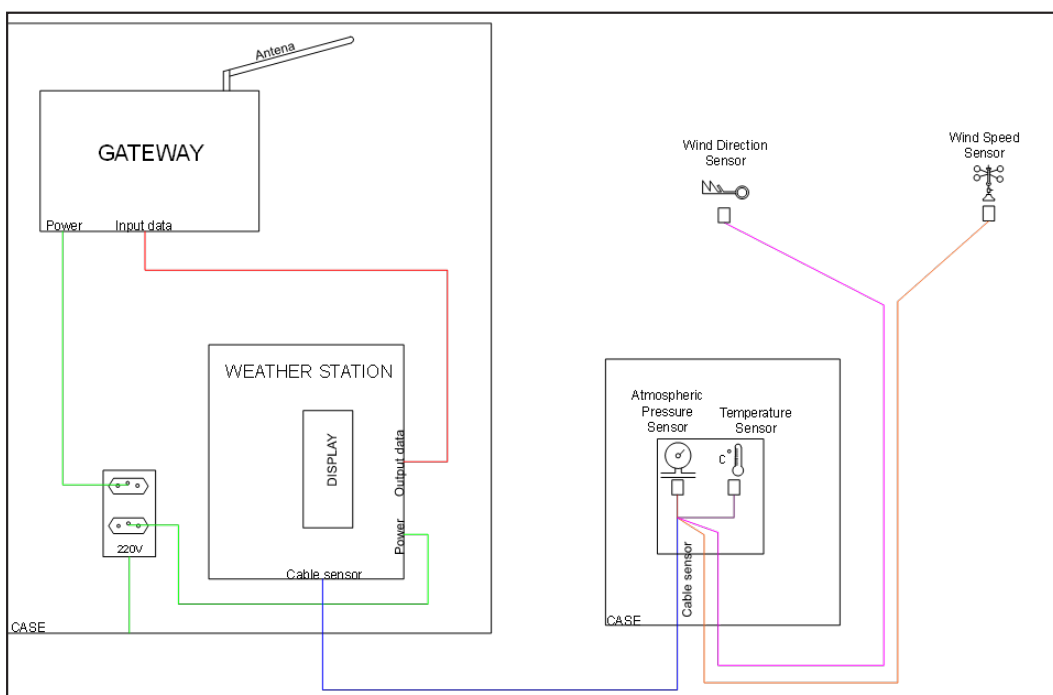 Antena
GATEWAY
Power
Input data
WEATHER STATION
DISPLAY
Output data
Power
Cable sensor
220V
CASE
Wind Direction
Sensor
Wind Speed
Sensor
Atmospheric
Pressure
Sensor
Temperature
Sensor
C°
Cable sensor
CASE